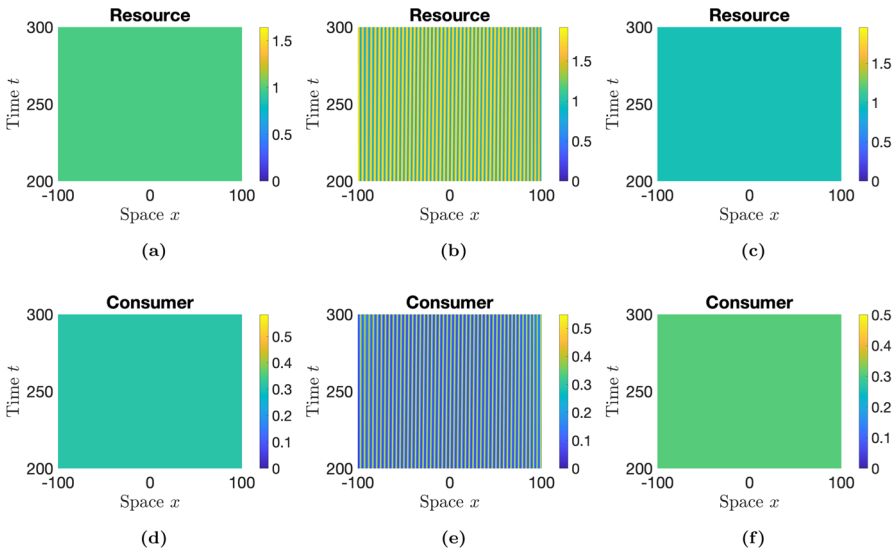 Resource Resource Resource
300 1.5 300 300
Time t 250 1 Time t 250 1.5 Time t 250 1.5
0.5 1 1
200 0 200 0.5 200 0.5
0 0
-100 0 100 -100 0 100 -100 0 100
Space x Space x Space x
(a) (b) (c)
Consumer Consumer Consumer
300 300 300 0.5
0.5 0.5
Time t 250 0.4 Time t 250 0.4 Time t 250 0.4
0.3 0.3 0.3
0.2 0.2 0.2
0.1 0.1 0.1
200 0 200 0 200 0
-100 0 100 -100 0 100 -100 0 100
Space x Space x Space x
(d) (e) (f)